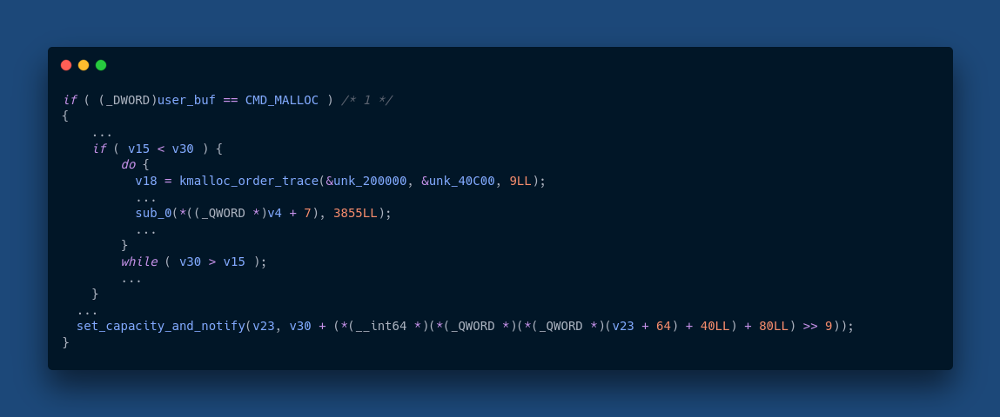 if ( (_DWORD)user_buf == CMD_MALLOC ) /* 1 */
{
    ...
    if ( v15 < v30 ) {
        do {
          v18 = kmalloc_order_trace(&unk_200000, &unk_40C00, 9LL);
          ...
          sub_0(*((_QWORD *)v4 + 7), 3855LL);
          ...
        }
        while ( v30 > v15 );
        ...
    }
  ...
  set_capacity_and_notify(v23, v30 + (*(__int64 *)(*(_QWORD *)(*(_QWORD *)(v23 + 64) + 40LL) + 80LL) >> 9));
}